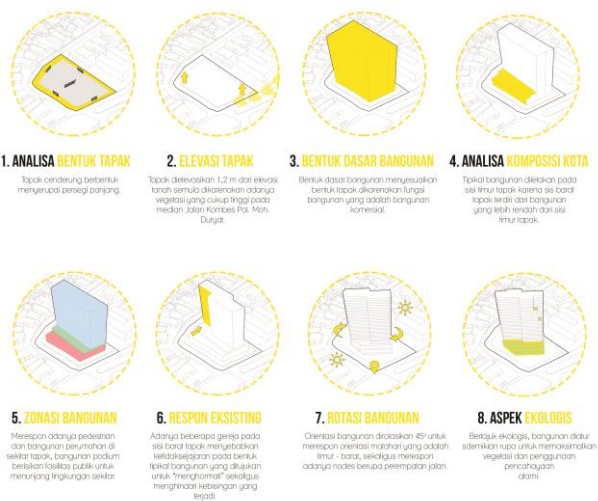 1. ANALISA BENTUK TAPAK
Tapak cenderung berbentuk
menyerupai persegi panjang.
2. ELEVASI TAPAK
Tapak dielevasikan 1,2 m dari elevasi
tanah semula dikarenakan adanya
vegetasi yang cukup tinggi pada
median Jalan Kombes Pol. Moh.
Duryat.
3. BENTUK DASAR BANGUNAN
Bentuk dasar bangunan menyesuaikan
bentuk tapak dikarenakan fungsi
bangunan yang adalah bangunan
komersial.
4. ANALISA KOMPOSISI KOTA
Tipikal bangunan diletakan pada
sisi timur tapak karena sis barat
tapak terdiri dari bangunan
yang lebih rendah dari sisi
timur tapak.
5. ZONASI BANGUNAN
Merespon adanya pedestrian
dan bangunan perumahan di
sekitar tapak, bangunan podium
berisikan fasilitas publik untuk
menunjang lingkungan sekitar.
6. RESPON EKSISTING
Adanya beberapa gereja pada
sisi barat tapak menyebabkan
ketidaksejajaran pada bentuk
tipikal bangunan yang ditujukan
untuk "menghormati" sekaligus
menghindari kebisingan yang
terjadi.
7. ROTASI BANGUNAN
Orientasi bangunan dirotasikan 45° untuk
merespon orientasi matahari yang adalah
timur - barat, sekaligus merespon
adanya nodes berupa perempatan jalan.
8. ASPEK EKOLOGIS
Bertajuk ekologis, bangunan diatur
sdemikian rupa untuk memaksimalkan
vegetasi dan penggunaan
pencahayaan
alami.